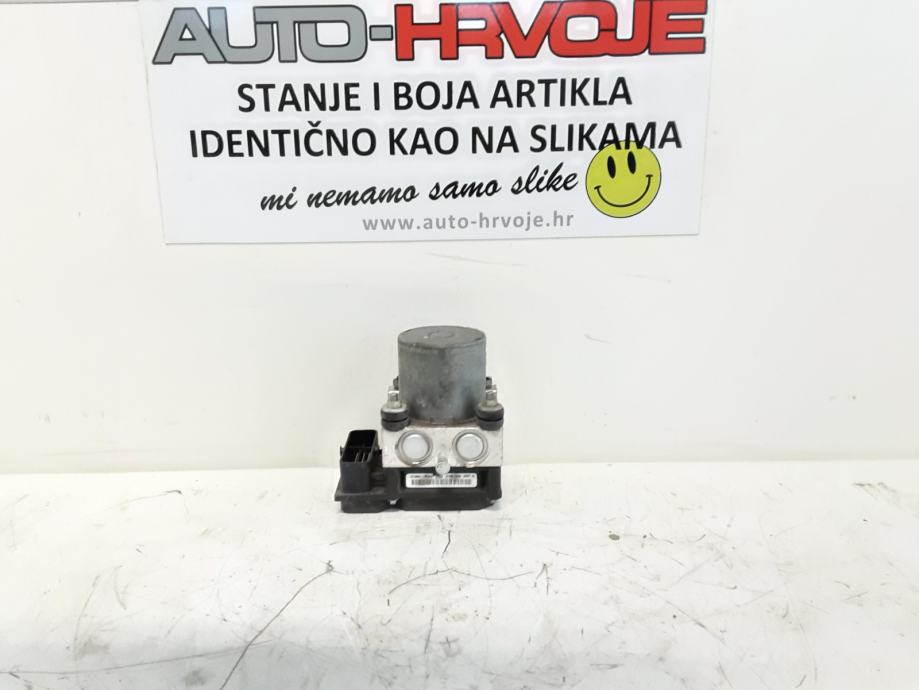 AUTO-HRVOJE
STANJE I BOJA ARTIKLA
IDENTIČNO KAO NA SLIKAMA
mi nemamo samo slike
www.auto-hrvoje.hr